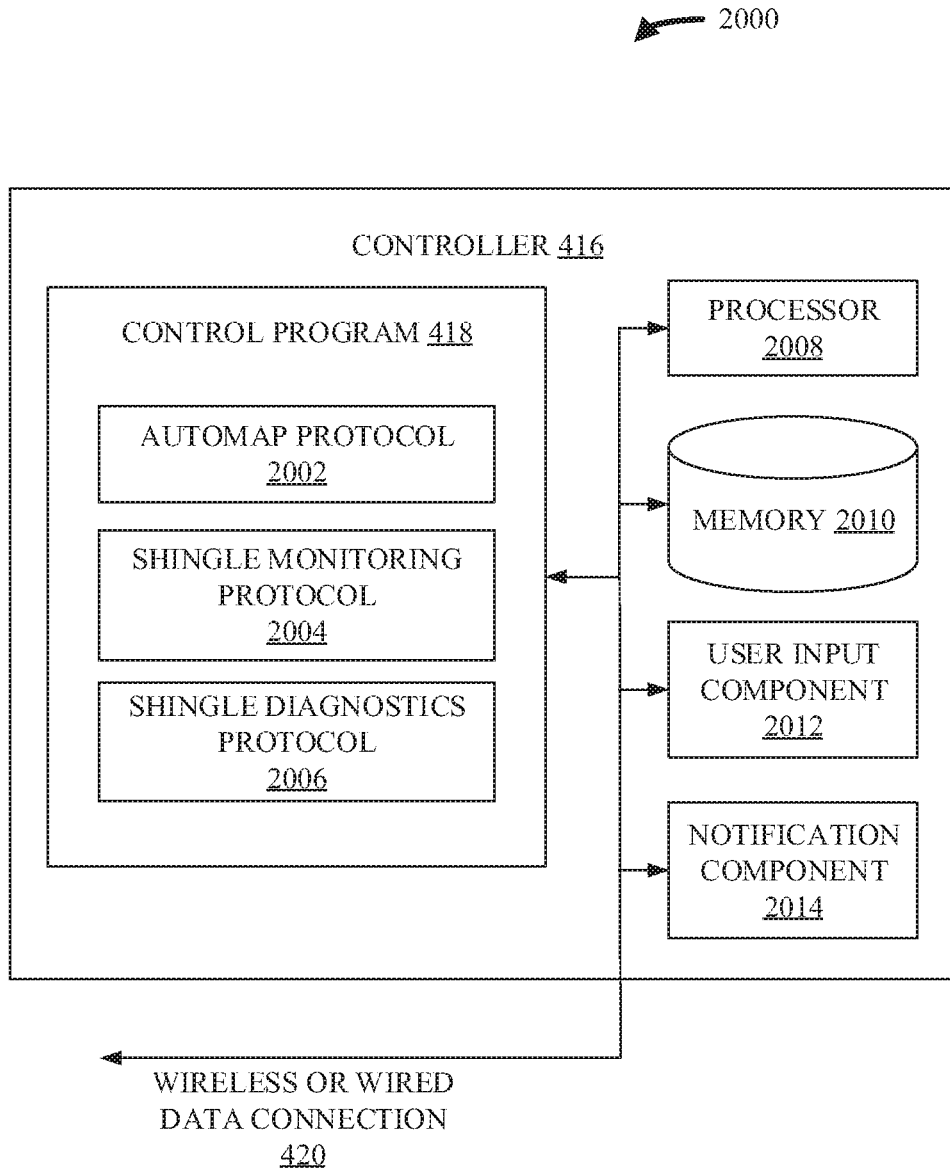 2000
CONTROLLER 416
CONTROL PROGRAM 418
AUTOMAP PROTOCOL
2002
SHINGLE MONITORING
PROTOCOL
2004
SHINGLE DIAGNOSTICS
PROTOCOL
2006
PROCESSOR
2008
MEMORY 2010
USER INPUT
COMPONENT
2012
NOTIFICATION
COMPONENT
2014
WIRELESS OR WIRED
DATA CONNECTION
420